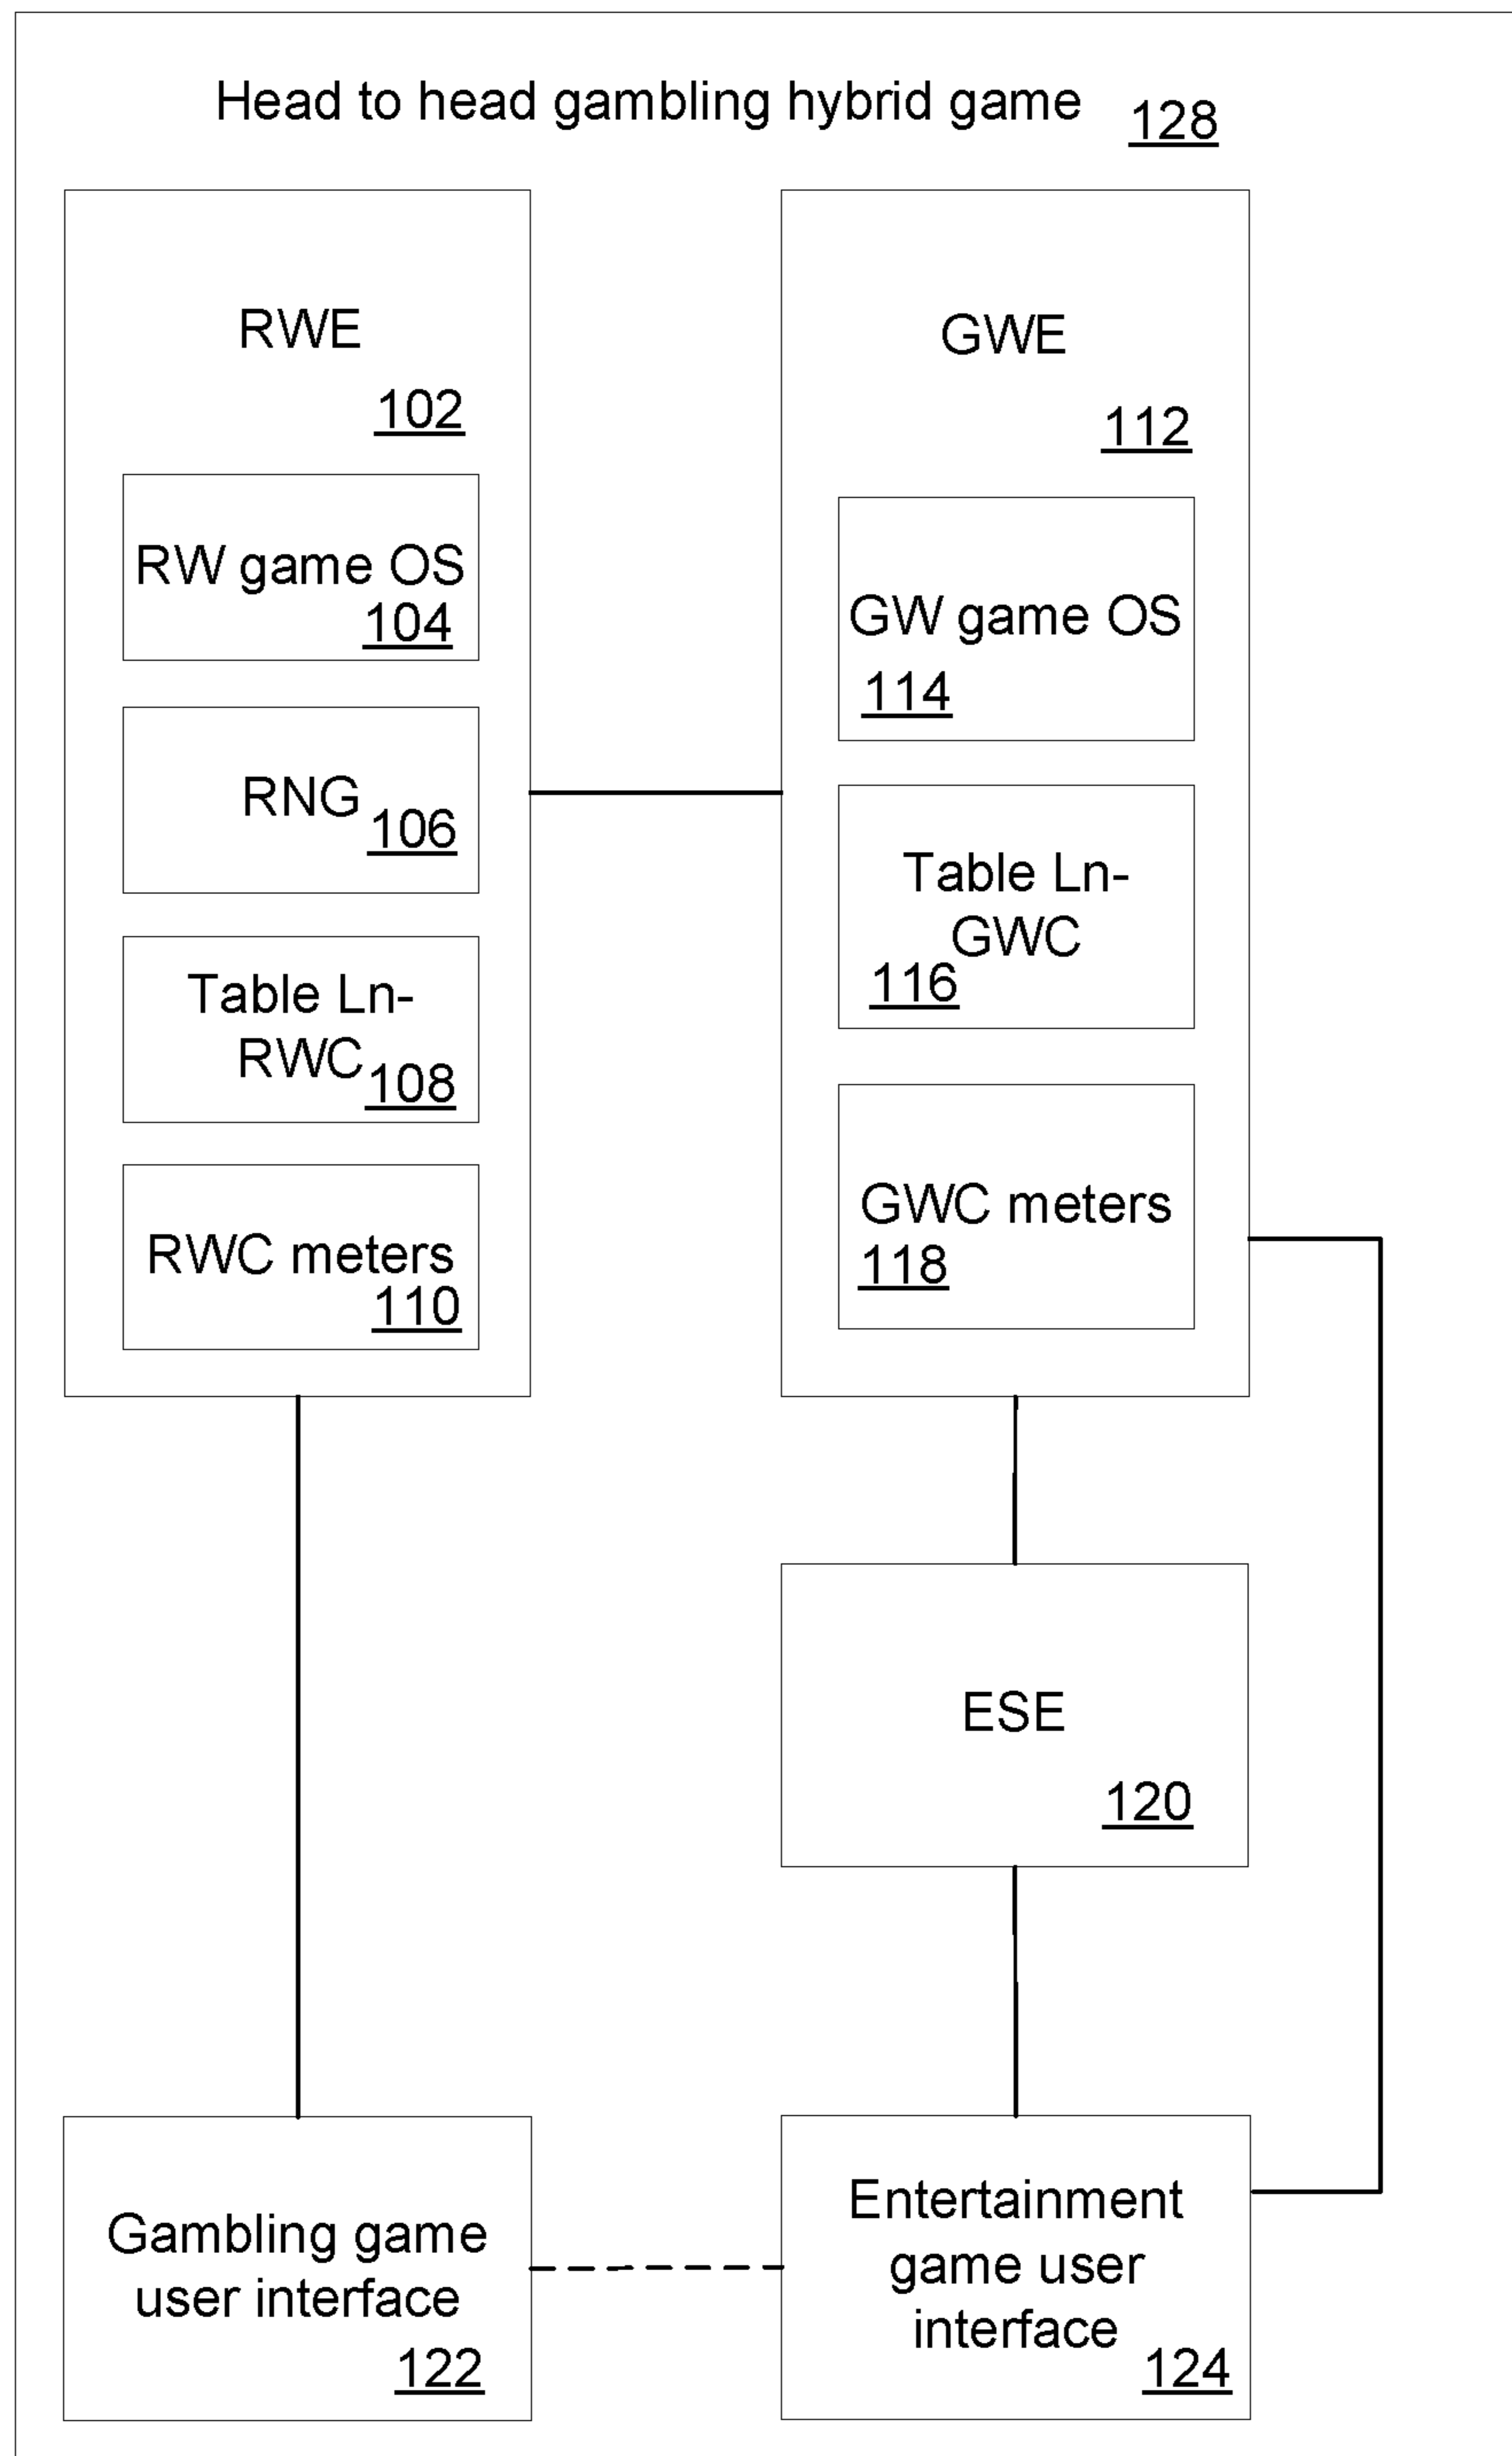 Head to head gambling hybrid game 128
RWE
102
RW game OS
104
RNG
106
Table Ln-
RWC
108
RWC meters
110
GWE
112
GW game OS
114
Table Ln-
GWC
116
GWC meters
118
ESE
120
Gambling game
user interface
122
Entertainment
game user
interface
124